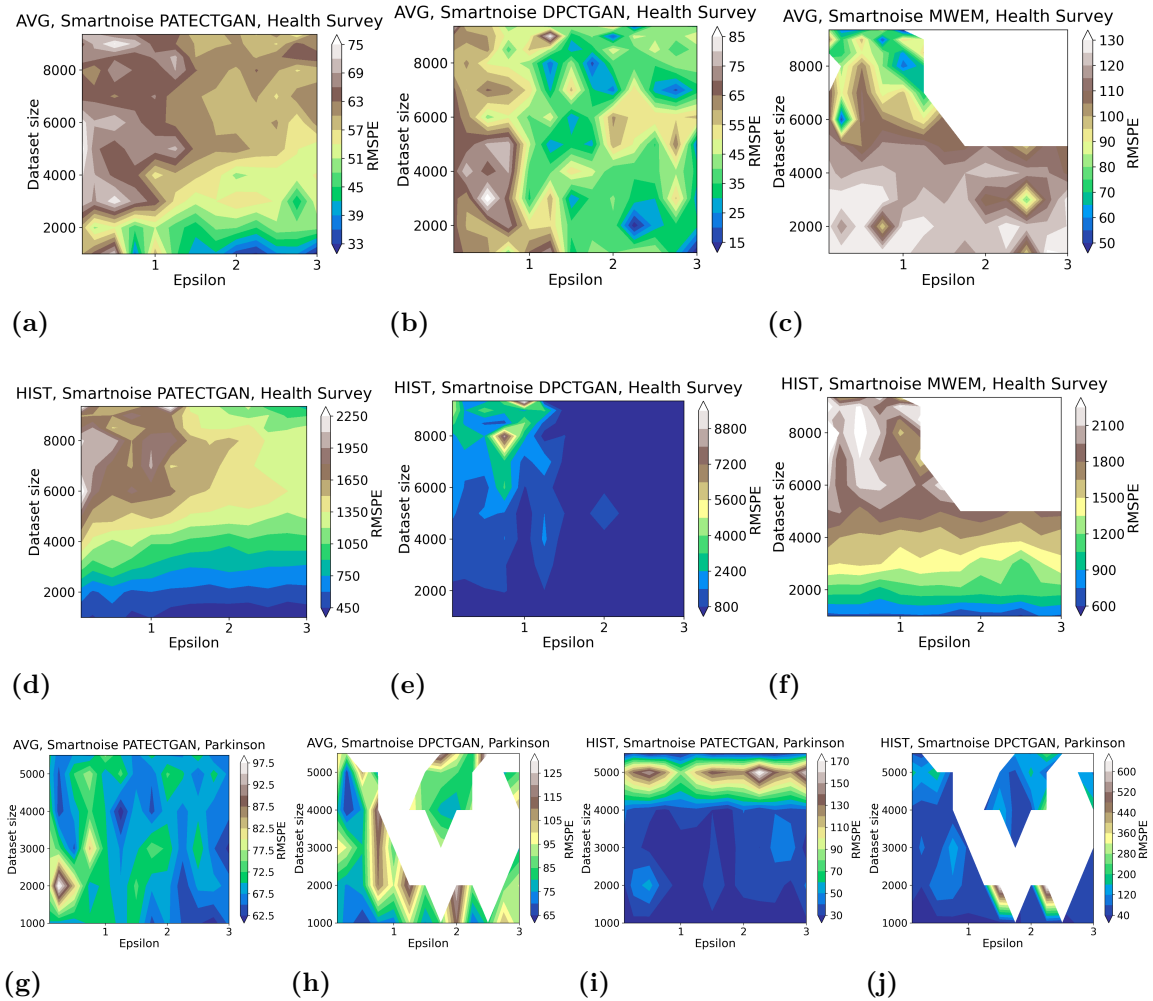 AVG, Smartnoise PATECTGAN, Health Survey
Dataset size
8000
6000
4000
2000
1
2
3
Epsilon
75
69
63
57
51
45
39
33
RMSPE
(a)
AVG, Smartnoise DPCTGAN, Health Survey
Dataset size
8000
6000
4000
2000
1
2
3
Epsilon
85
75
65
55
45
35
25
15
RMSPE
(b)
AVG, Smartnoise MWEM, Health Survey
Dataset size
8000
6000
4000
2000
1
2
3
Epsilon
130
120
110
100
90
80
70
60
50
RMSPE
(c)
HIST, Smartnoise PATECTGAN, Health Survey
Dataset size
8000
6000
4000
2000
1
2
3
Epsilon
2250
1950
1650
1350
1050
750
450
RMSPE
(d)
HIST, Smartnoise DPCTGAN, Health Survey
Dataset size
8000
6000
4000
2000
1
2
3
Epsilon
8800
7200
5600
4000
2400
800
RMSPE
(e)
HIST, Smartnoise MWEM, Health Survey
Dataset size
8000
6000
4000
2000
1
2
3
Epsilon
2100
1800
1500
1200
900
600
RMSPE
(f)
AVG, Smartnoise PATECTGAN, Parkinson
Dataset size
5000
4000
3000
2000
1000
1
2
3
Epsilon
97.5
92.5
87.5
82.5
77.5
72.5
67.5
62.5
RMSPE
(g)
AVG, Smartnoise DPCTGAN, Parkinson
Dataset size
5000
4000
3000
2000
1000
1
2
3
Epsilon
125
115
105
95
85
75
65
RMSPE
(h)
HIST, Smartnoise PATECTGAN, Parkinson
Dataset size
5000
4000
3000
2000
1000
1
2
3
Epsilon
170
150
130
110
90
70
50
30
RMSPE
(i)
HIST, Smartnoise DPCTGAN, Parkinson
Dataset size
5000
4000
3000
2000
1000
1
2
3
Epsilon
600
520
440
360
280
200
120
40
RMSPE
(j)